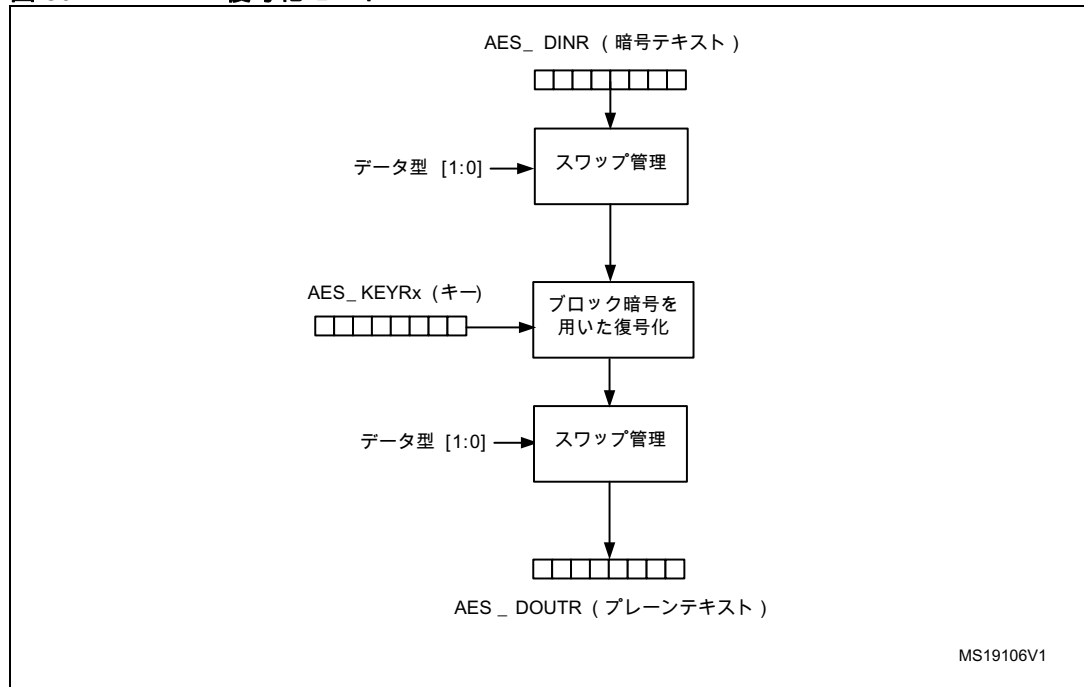 AES_ DINR ( 暗号テキスト )
データ型 [1:0]
スワップ管理
AES_ KEYRx (キー)
ブロック暗号を
用いた復号化
データ型 [1:0]
スワップ管理
AES _ DOUTR ( プレーンテキスト )
MS19106V1